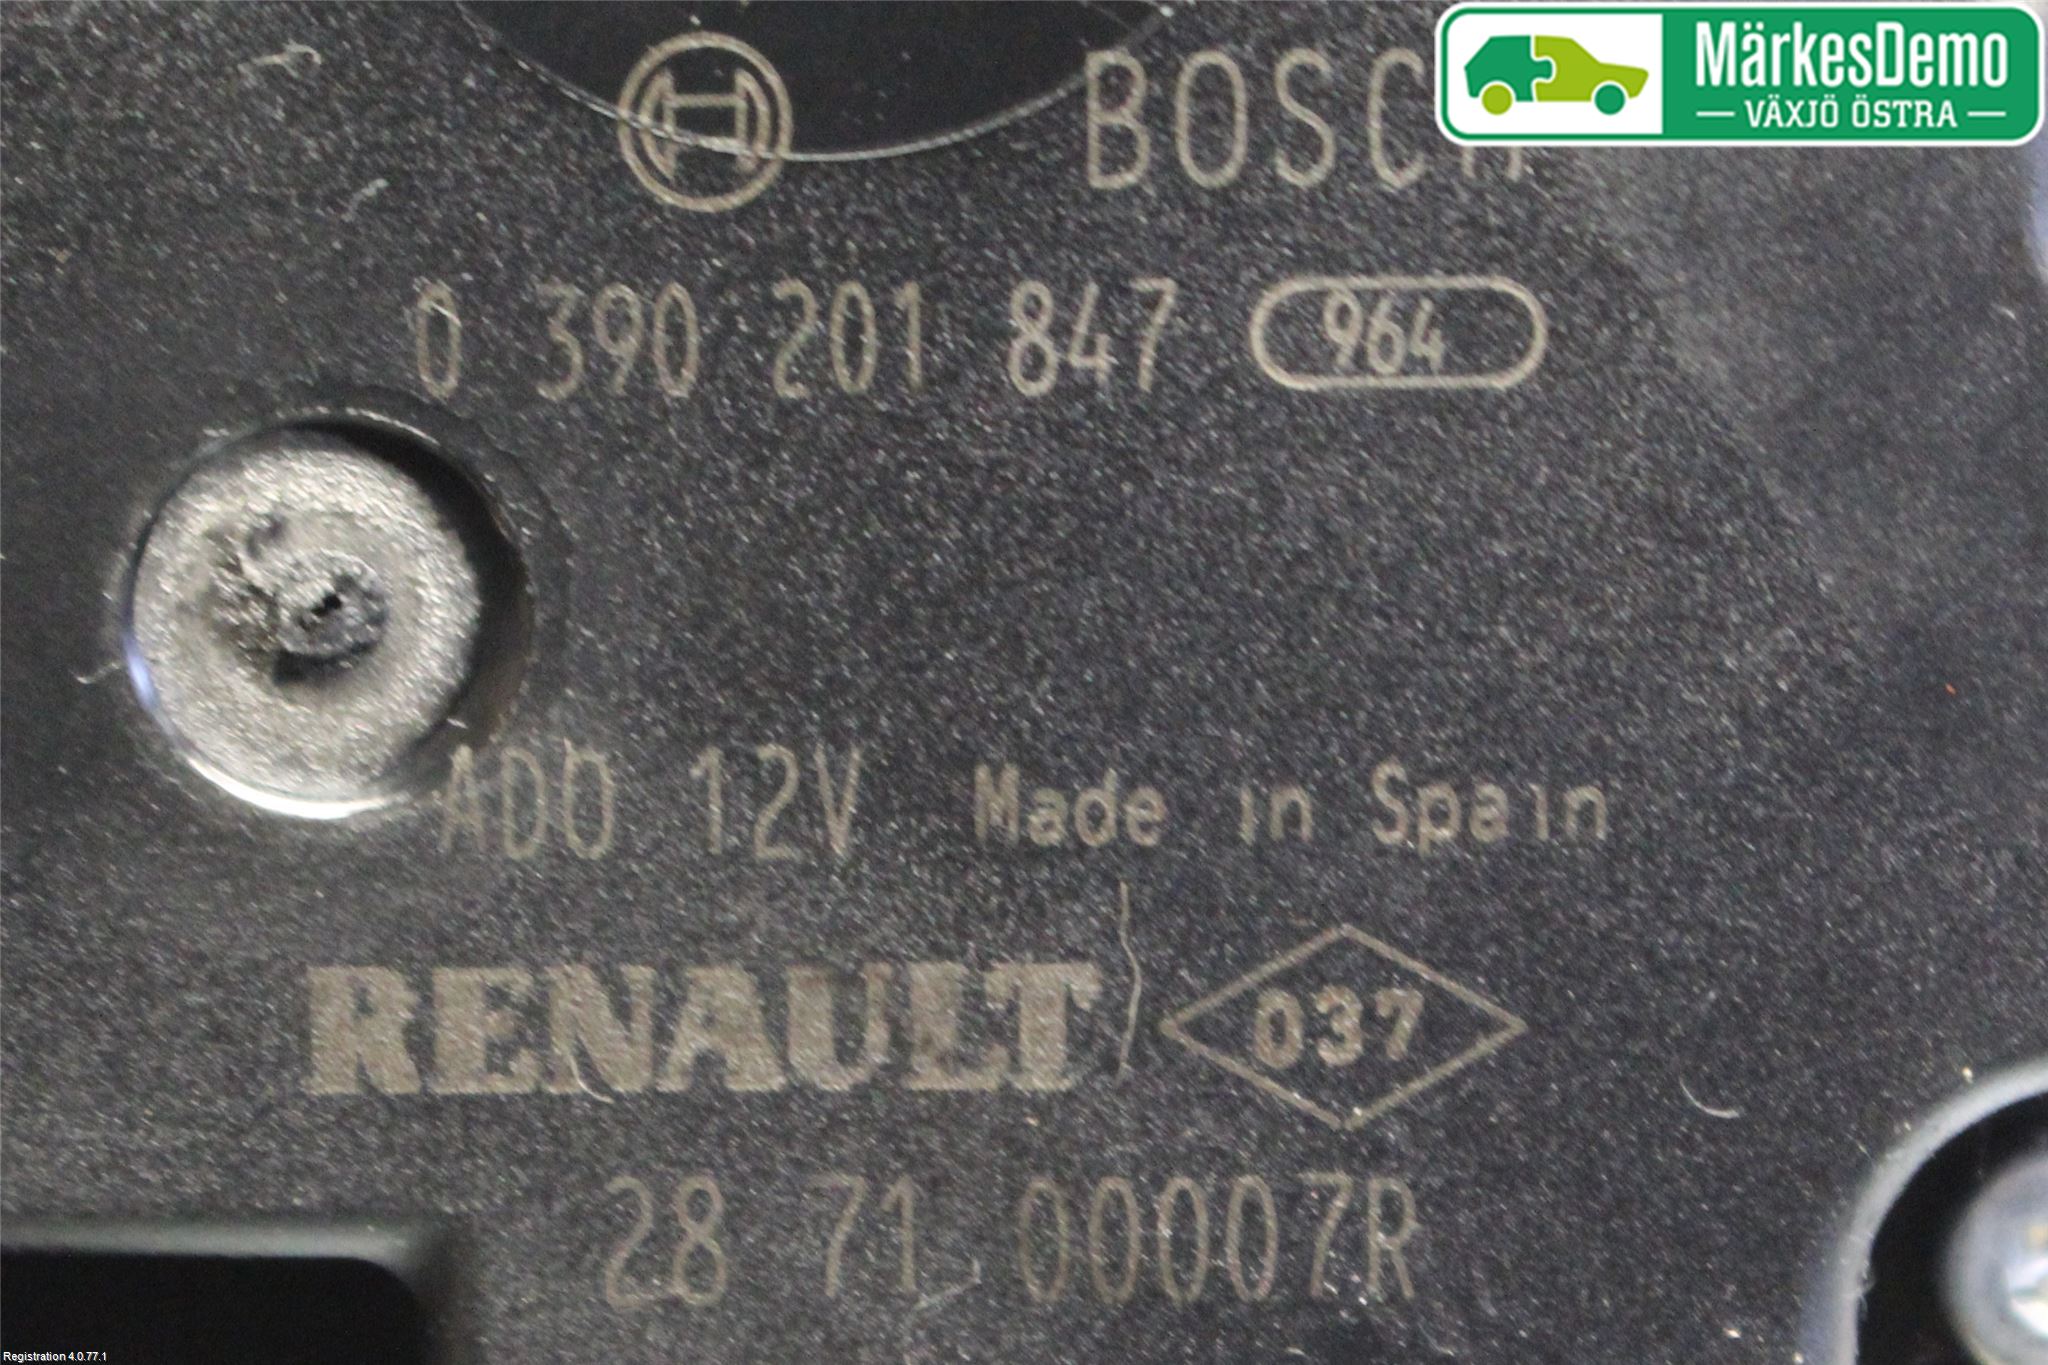 BOSCH
MärkesDemo
VÄXJÖ ÖSTRA
0 390 201 847 964
ADD 12V Made in Spain
RENAULT 037
28 71 00007R
Registration 4.0.77.1